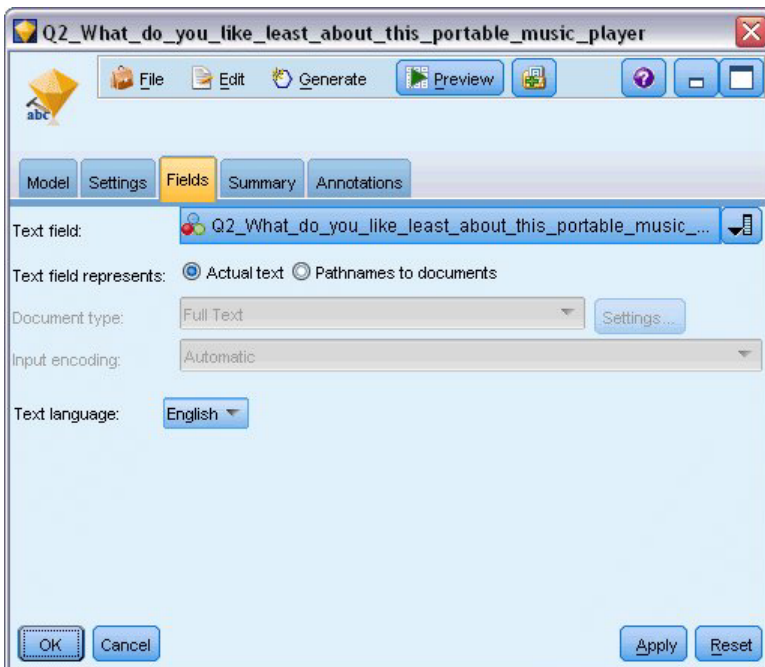 Q2_What_do_you_like_least_about_this_portable_music_player
File Edit Generate Preview
abc
Model Settings Fields Summary Annotations
Text field: Q2_What_do_you_like_least_about_this_portable_music_...
Text field represents: Actual text Pathnames to documents
Document type: Full Text Settings...
Input encoding: Automatic
Text language: English
OK Cancel Apply Reset